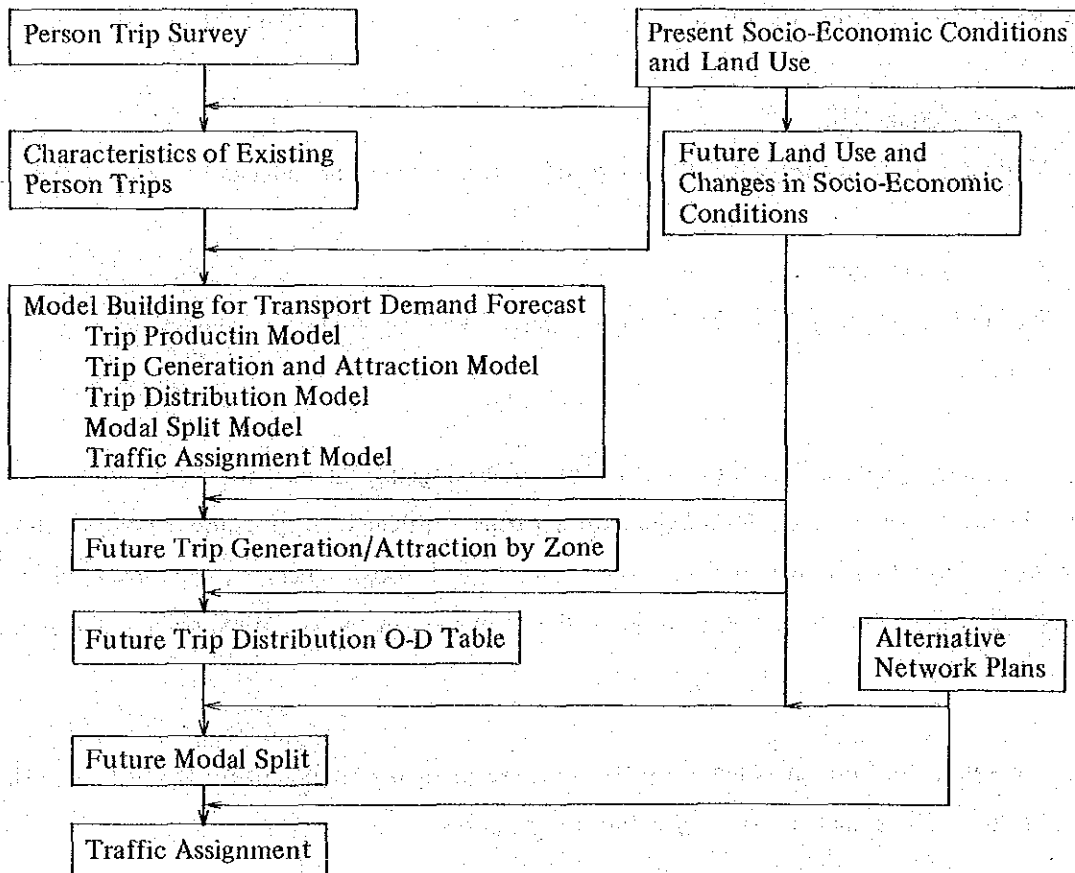 Person Trip Survey
Present Socio-Economic Conditions
and Land Use
Characteristics of Existing
Person Trips
Future Land Use and
Changes in Socio-Economic
Conditions
Model Building for Transport Demand Forecast
Trip Productin Model
Trip Generation and Attraction Model
Trip Distribution Model
Modal Split Model
Traffic Assignment Model
Future Trip Generation/Attraction by Zone
Future Trip Distribution O-D Table
Alternative
Network Plans
Future Modal Split
Traffic Assignment